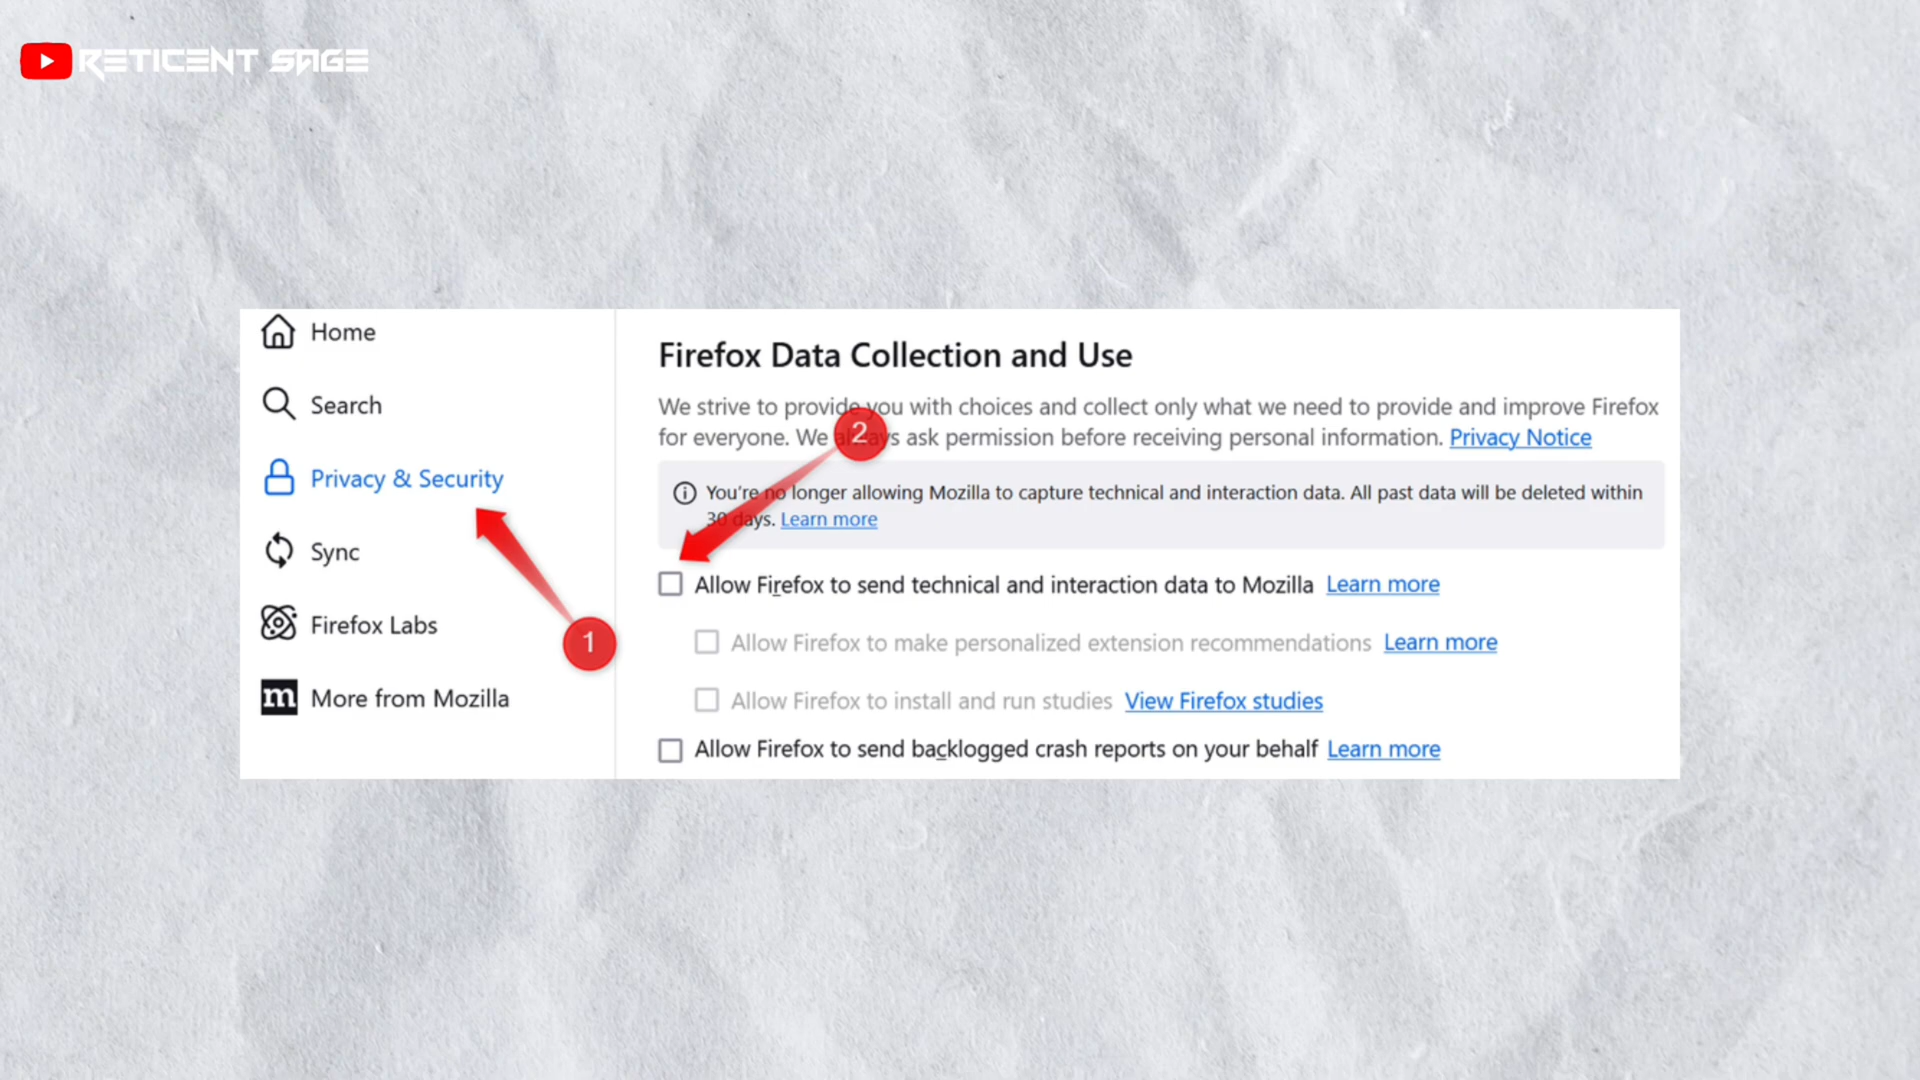 RETICENT SAGE
Home
Search
Privacy & Security
Sync
Firefox Labs
m More from Mozilla
1
Firefox Data Collection and Use
We strive to provide you with choices and collect only what we need to provide and improve Firefox
for everyone. We always ask permission before receiving personal information. Privacy Notice
2
You're no longer allowing Mozilla to capture technical and interaction data. All past data will be deleted within
30 days. Learn more
Allow Firefox to send technical and interaction data to Mozilla Learn more
Allow Firefox to make personalized extension recommendations Learn more
Allow Firefox to install and run studies View Firefox studies
Allow Firefox to send backlogged crash reports on your behalf Learn more